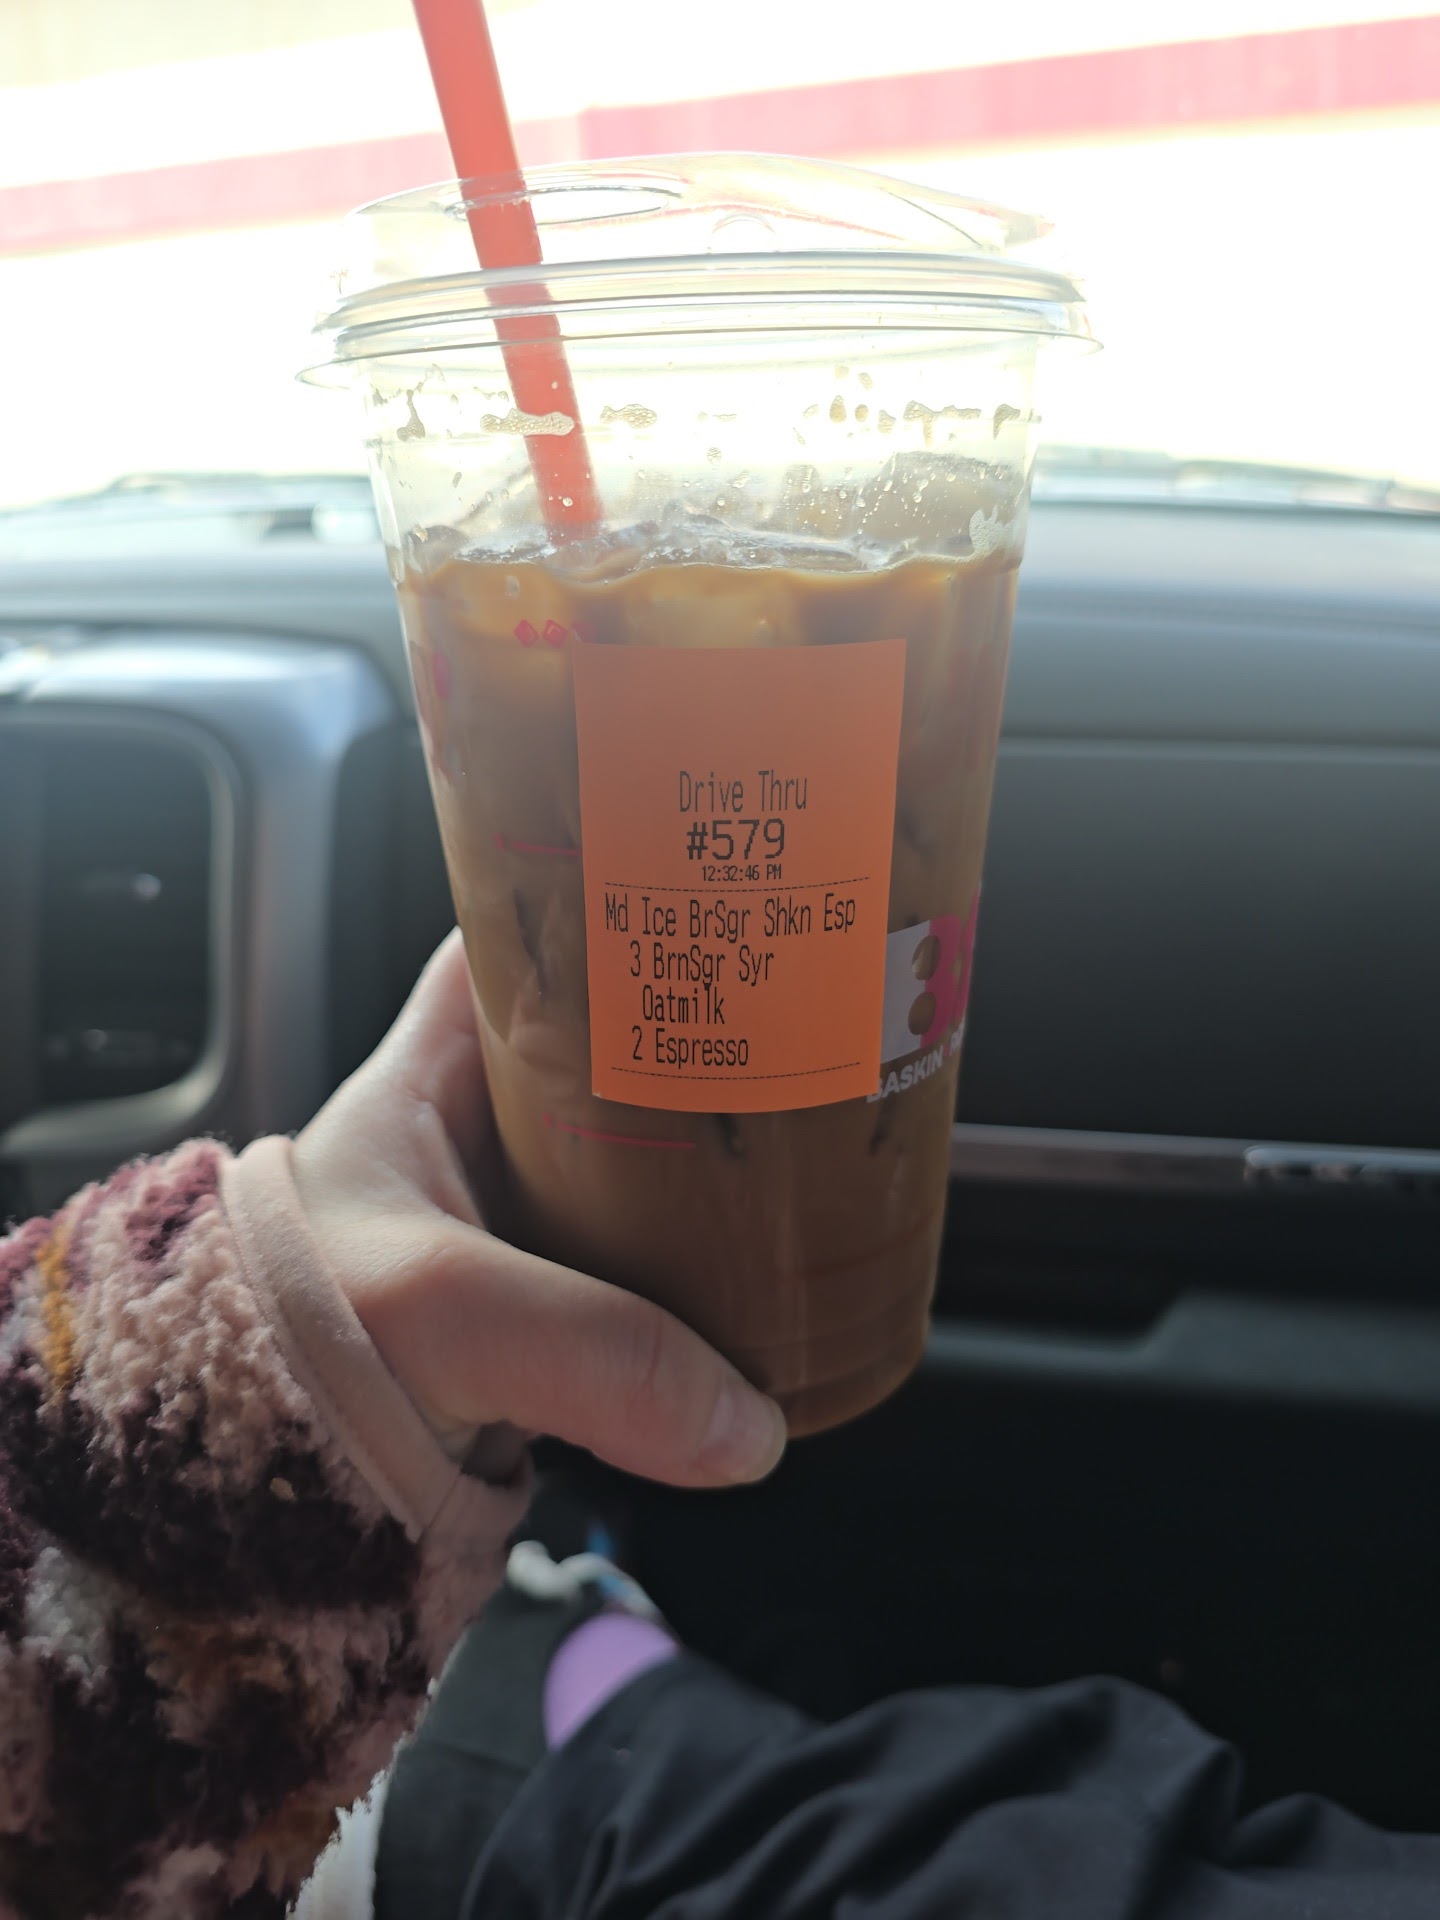 Drive Thru
#579
12:32:46 PM
Md Ice BrSgr Shkn Esp
3 BrnSgr Syr
Oatmilk
2 Espresso
BASKIN